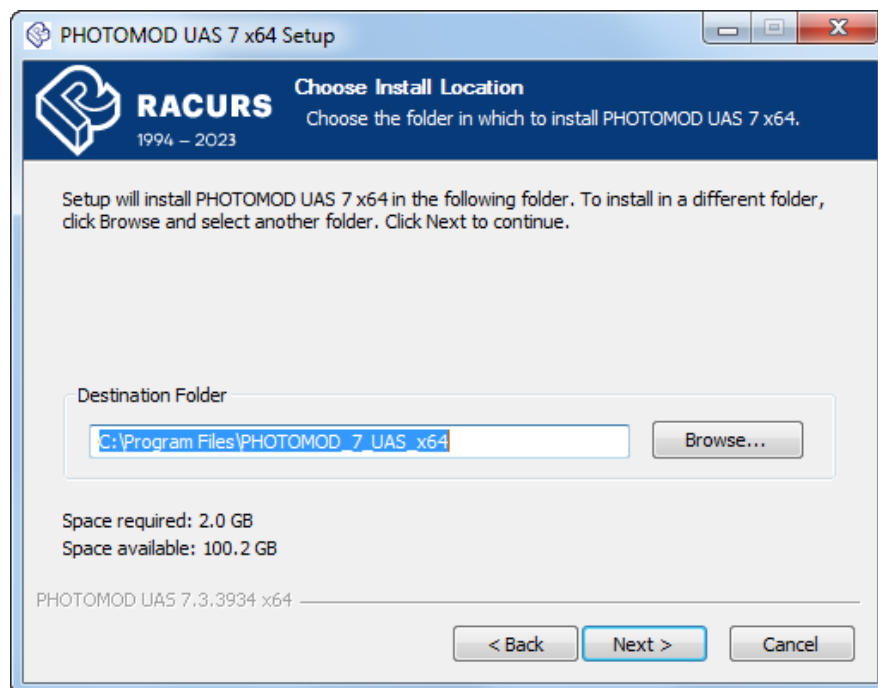 PHOTOMOD UAS 7 x64 Setup
RACURS
1994 – 2023
Choose Install Location
Choose the folder in which to install PHOTOMOD UAS 7 x64.
Setup will install PHOTOMOD UAS 7 x64 in the following folder. To install in a different folder,
click Browse and select another folder. Click Next to continue.
Destination Folder
C:\Program Files\PHOTOMOD_7_UAS_x64
Browse...
Space required: 2.0 GB
Space available: 100.2 GB
PHOTOMOD UAS 7.3.3934 x64
< Back
Next >
Cancel